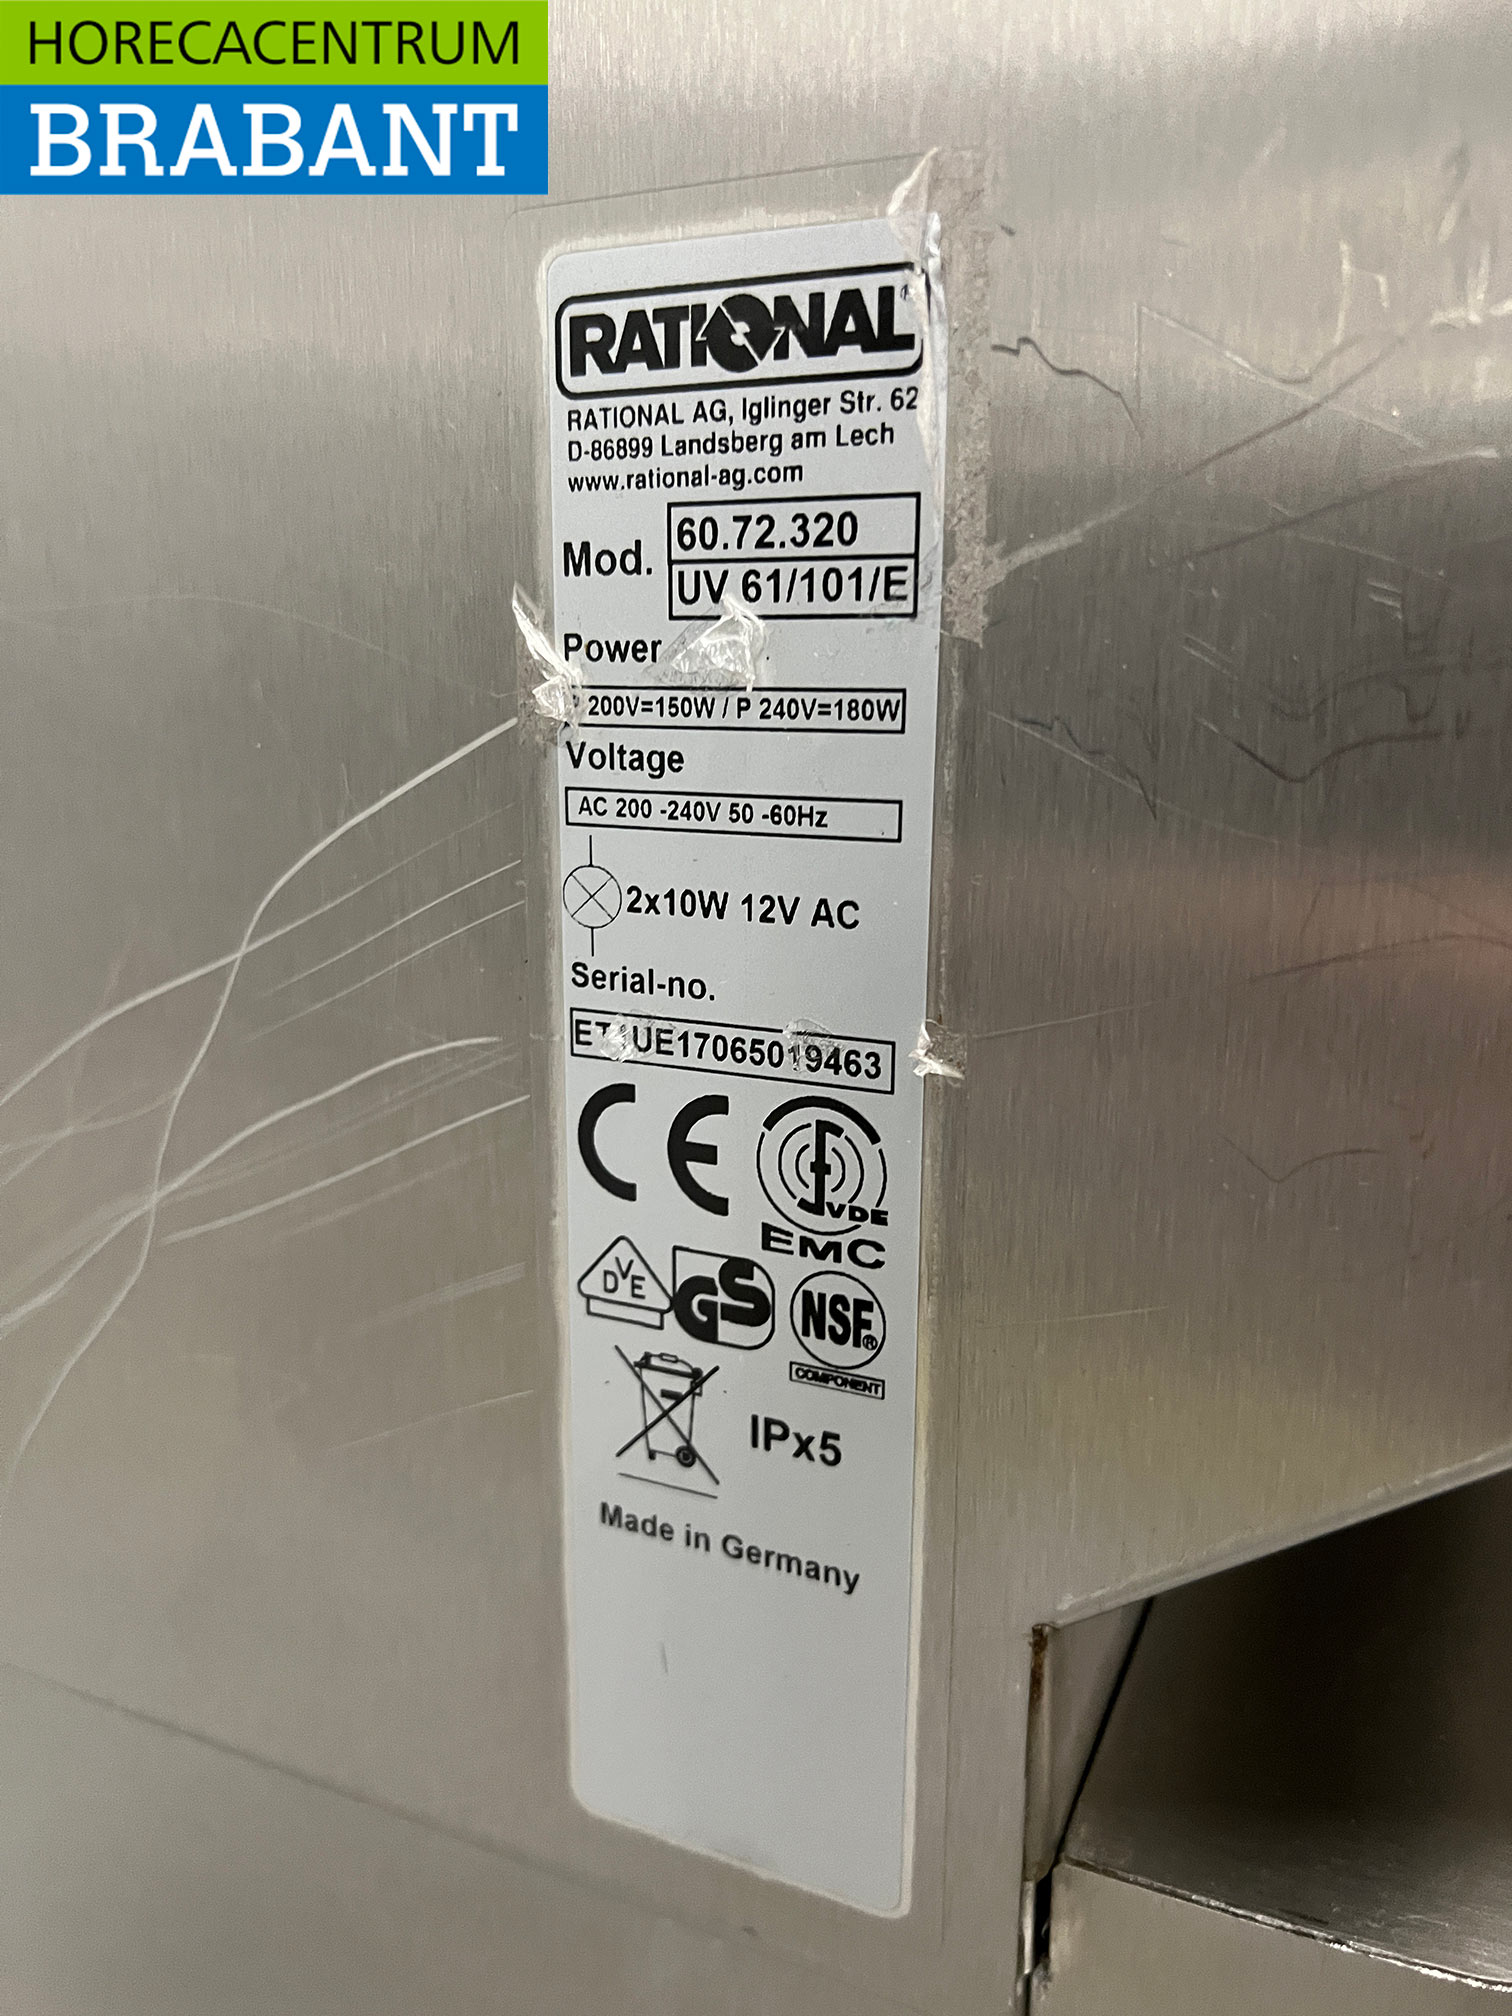 HORECACENTRUM
BRABANT
RATIONAL®
RATIONAL AG, Iglinger Str. 62
D-86899 Landsberg am Lech
www.rational-ag.com
Mod.
60.72.320
UV 61/101/E
Power
200V=150W / P 240V=180W
Voltage
AC 200 -240V 50 -60Hz
2x10W 12V AC
Serial-no.
CE
VDE
EMC
DVE
GS
NSF®
COMPONENT
IPx5
Made in Germany